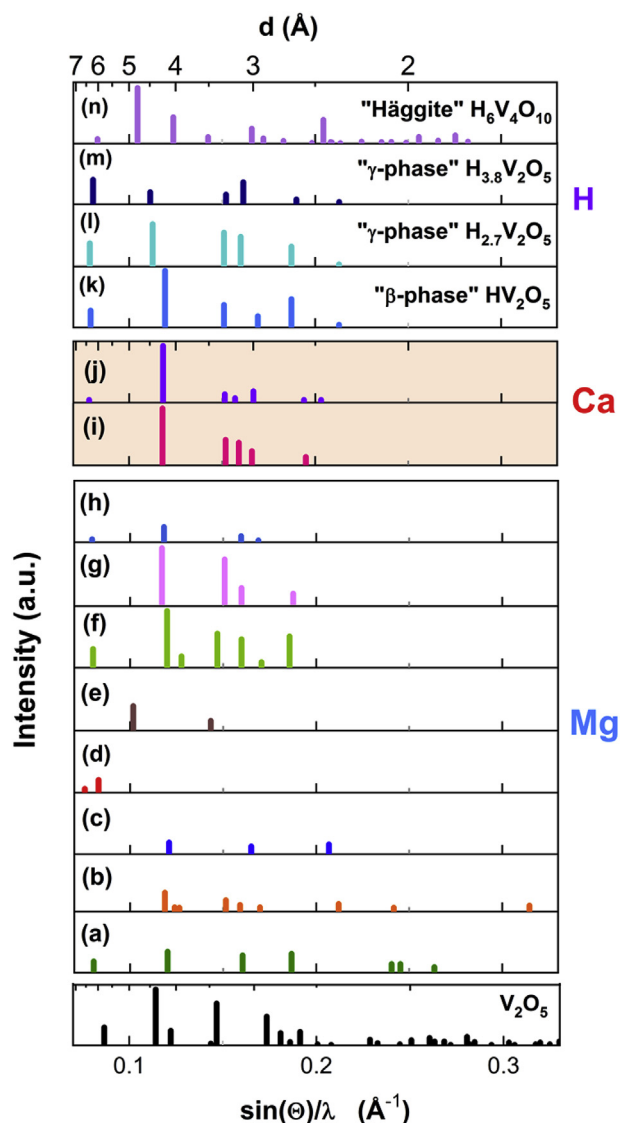 d (Å)
7 6 5 4 3 2
(n) "Häggite" H₆V₄O₁₀
(m) "γ-phase" H₃.₈V₂O₅
H
(l) "γ-phase" H₂.₇V₂O₅
(k) "β-phase" HV₂O₅
(j)
Ca
(i)
(h)
(g)
(f)
(e)
Mg
(d)
(c)
(b)
(a)
V₂O₅
Intensity (a.u.)
0.1 0.2 0.3
sin(Θ)/λ (Å⁻¹)